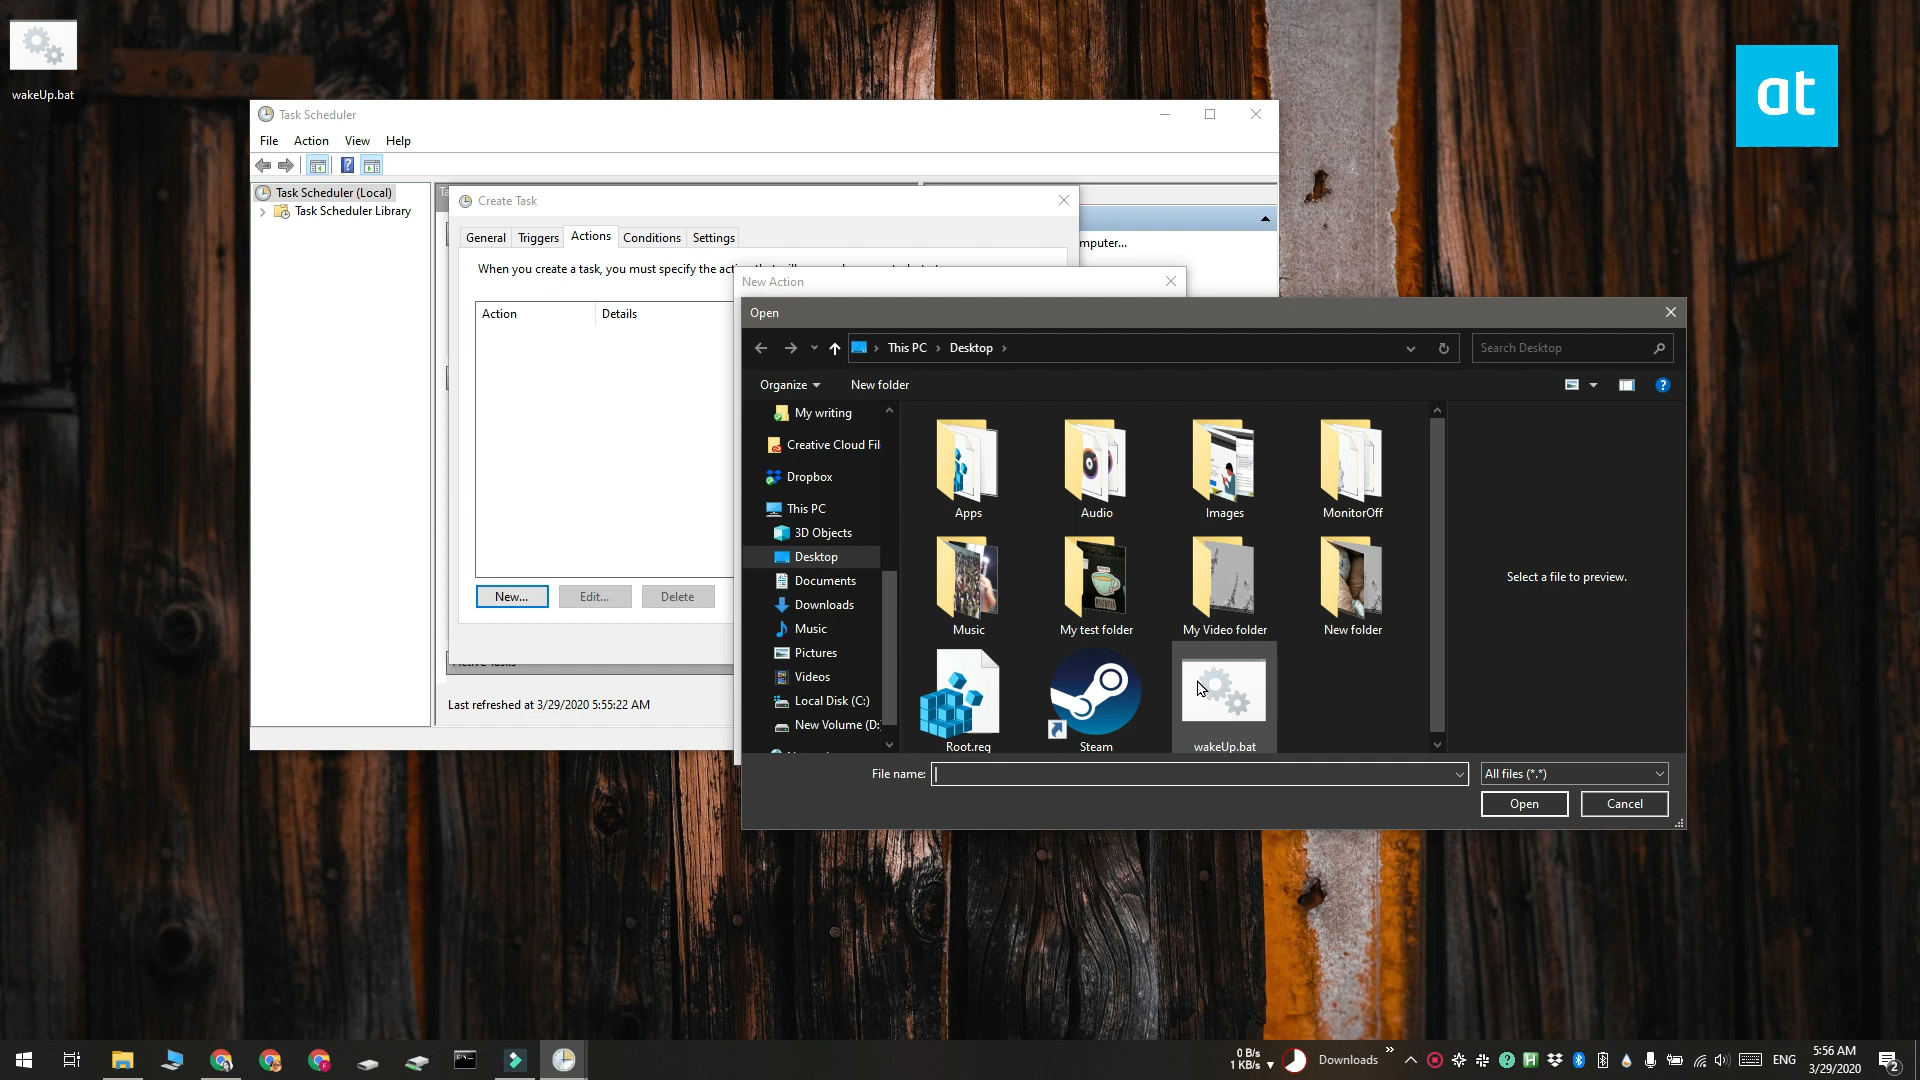 wakeUp.bat
at
Task Scheduler
File Action View Help
Task Scheduler (Local)
Task Scheduler Library
Create Task
General Triggers Actions Conditions Settings
mputer...
When you create a task, you must specify the
New Action
Action Details
New... Edit... Delete
Last refreshed at 3/29/2020 5:55:22 AM
Open
This PC Desktop
Search Desktop
Organize New folder
My writing
Creative Cloud Fil
Dropbox
This PC
3D Objects
Desktop
Documents
Downloads
Music
Pictures
Videos
Local Disk (C:)
New Volume (D:
Apps Audio Images MonitorOff
Music My test folder My Video folder New folder
Root.reg Steam wakeUp.bat
Select a file to preview.
File name:
All files (*.*)
Open Cancel
0 B/s
1 KB/s
Downloads
ENG
5:56 AM
3/29/2020
2